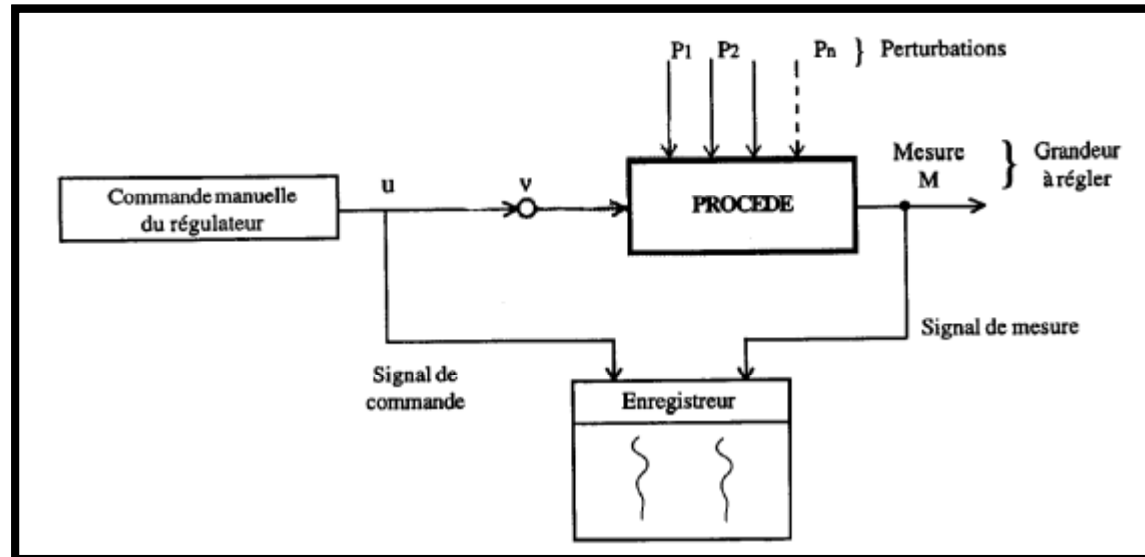 P1 P2 Pn } Perturbations
Mesure
M
} Grandeur
à régler
Commande manuelle
du régulateur
u
v
PROCEDE
Signal de mesure
Signal de
commande
Enregistreur